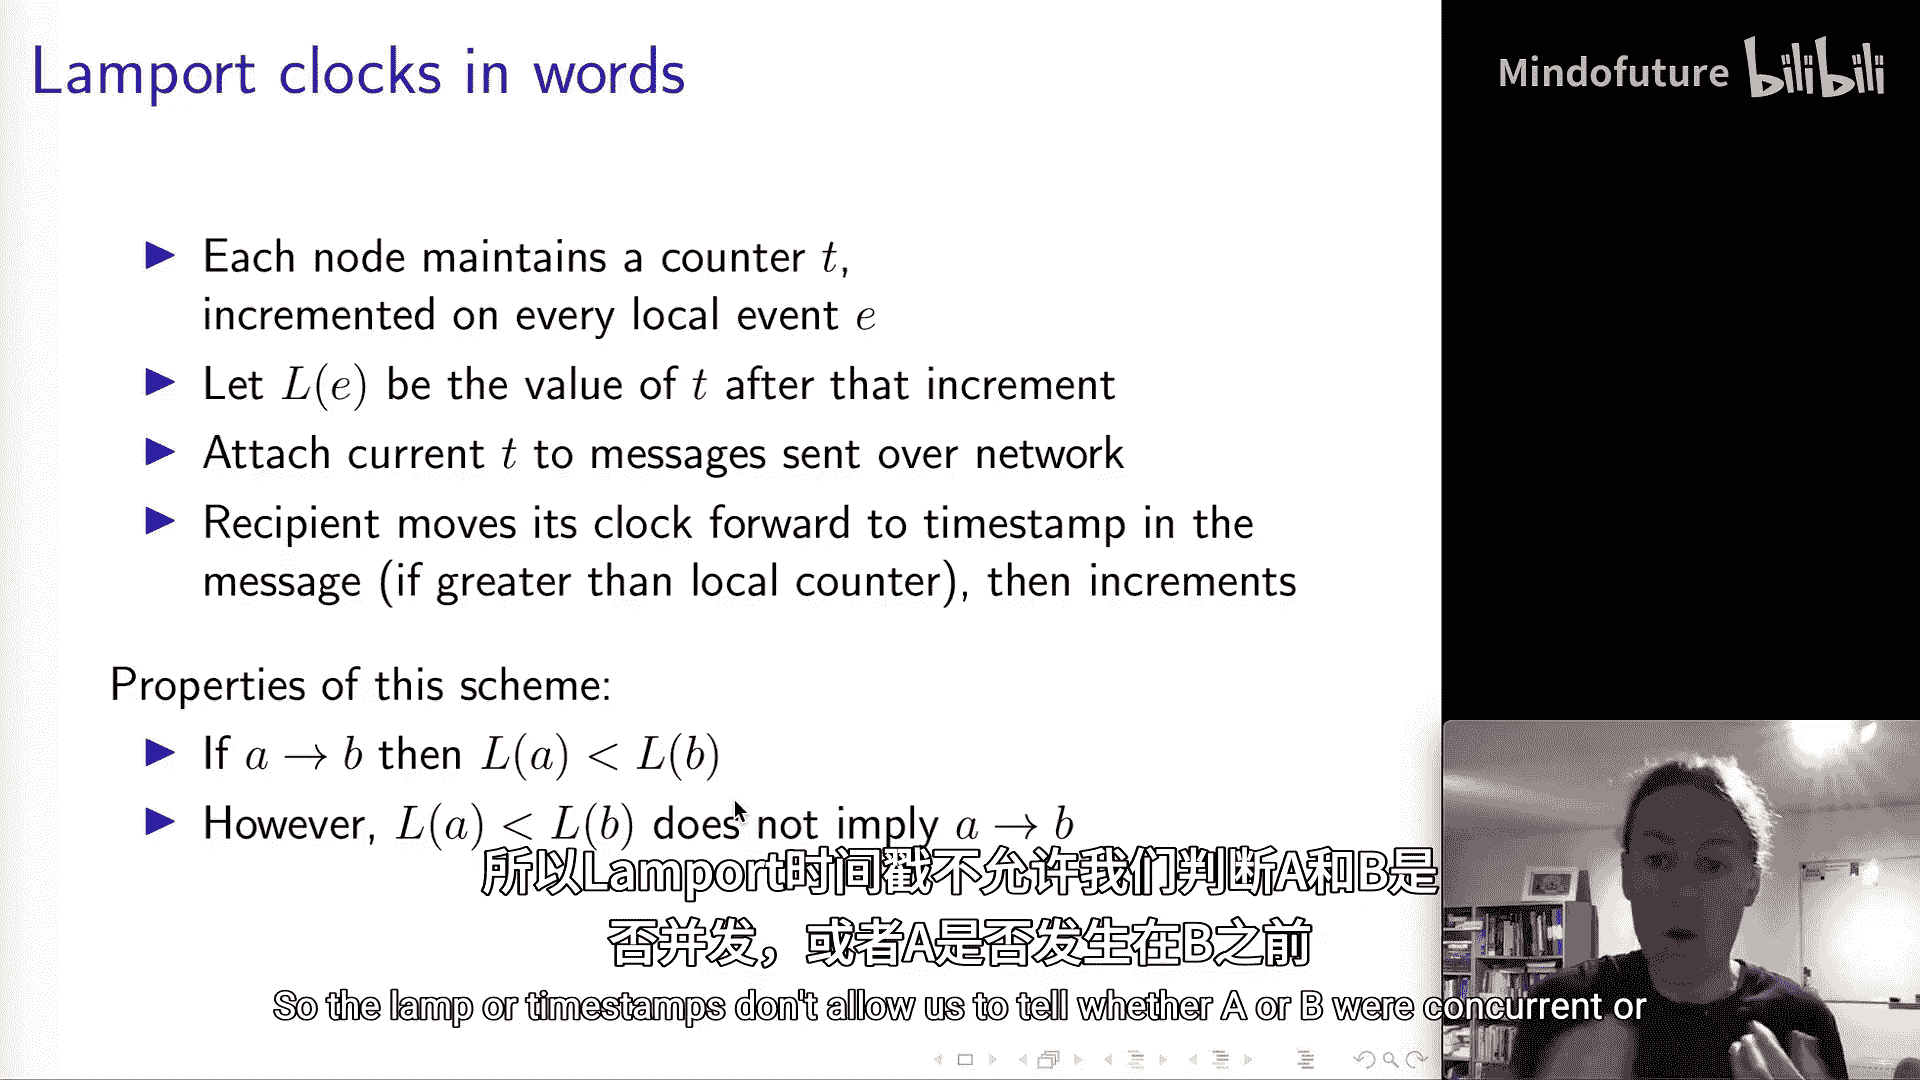 Lamport clocks in words
Mindofuture bilibili
▶ Each node maintains a counter t,
incremented on every local event e
▶ Let L(e) be the value of t after that increment
▶ Attach current t to messages sent over network
▶ Recipient moves its clock forward to timestamp in the
message (if greater than local counter), then increments
Properties of this scheme:
▶ If a → b then L(a) < L(b)
▶ However, L(a) < L(b) does not imply a → b
所以Lamport时间戳不允许我们判断A和B是
否并发，或者A是否发生在B之前
So the lamp or timestamps don't allow us to tell whether A or B were concurrent or